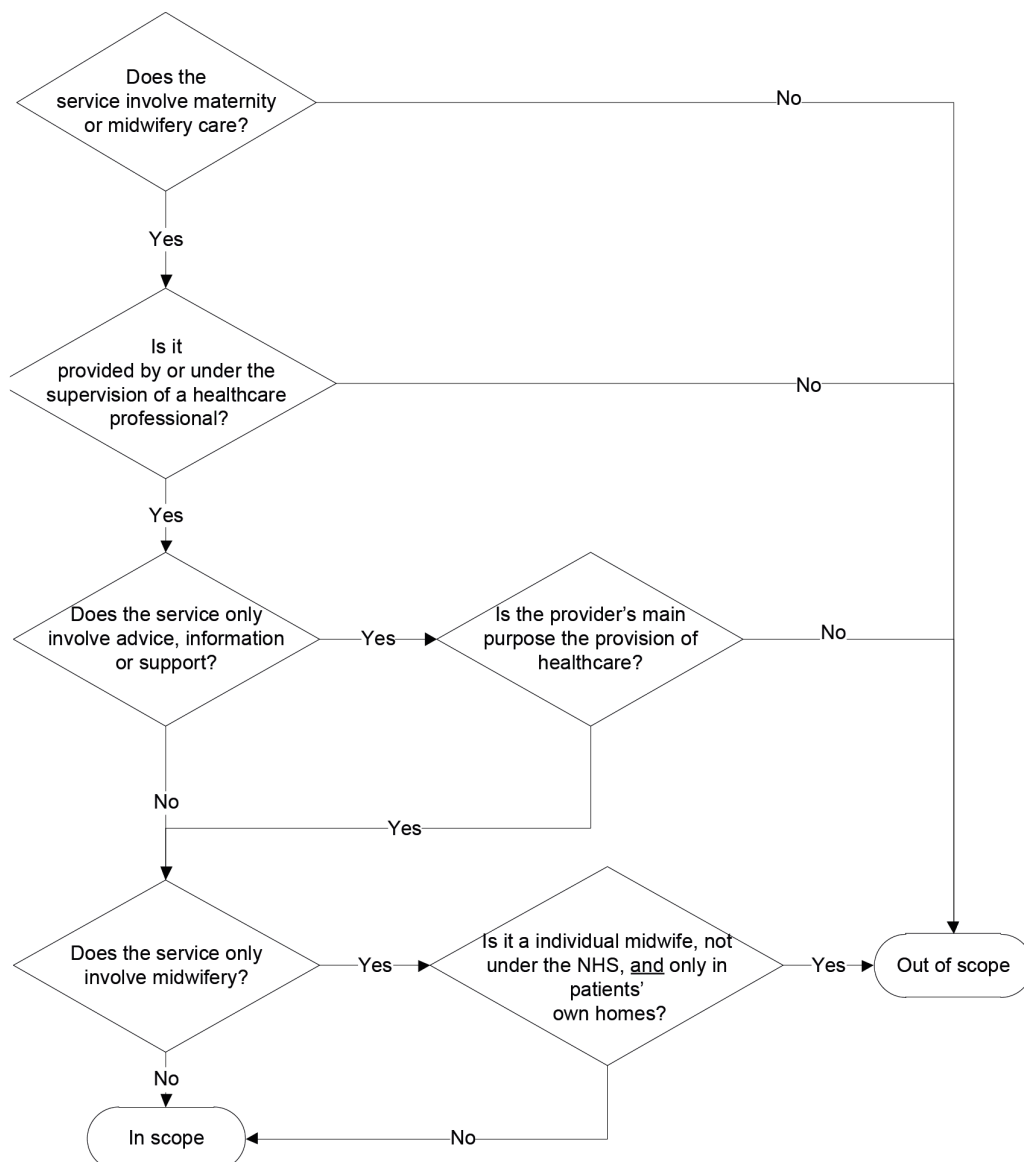 Does the
service involve maternity
or midwifery care?
No
Yes
Is it
provided by or under the
supervision of a healthcare
professional?
No
Yes
Does the service only
involve advice, information
or support?
Yes
Is the provider’s main
purpose the provision of
healthcare?
No
No
Yes
Does the service only
involve midwifery?
Yes
Is it a individual midwife, not
under the NHS, and only in
patients’
own homes?
Yes
Out of scope
No
In scope
No